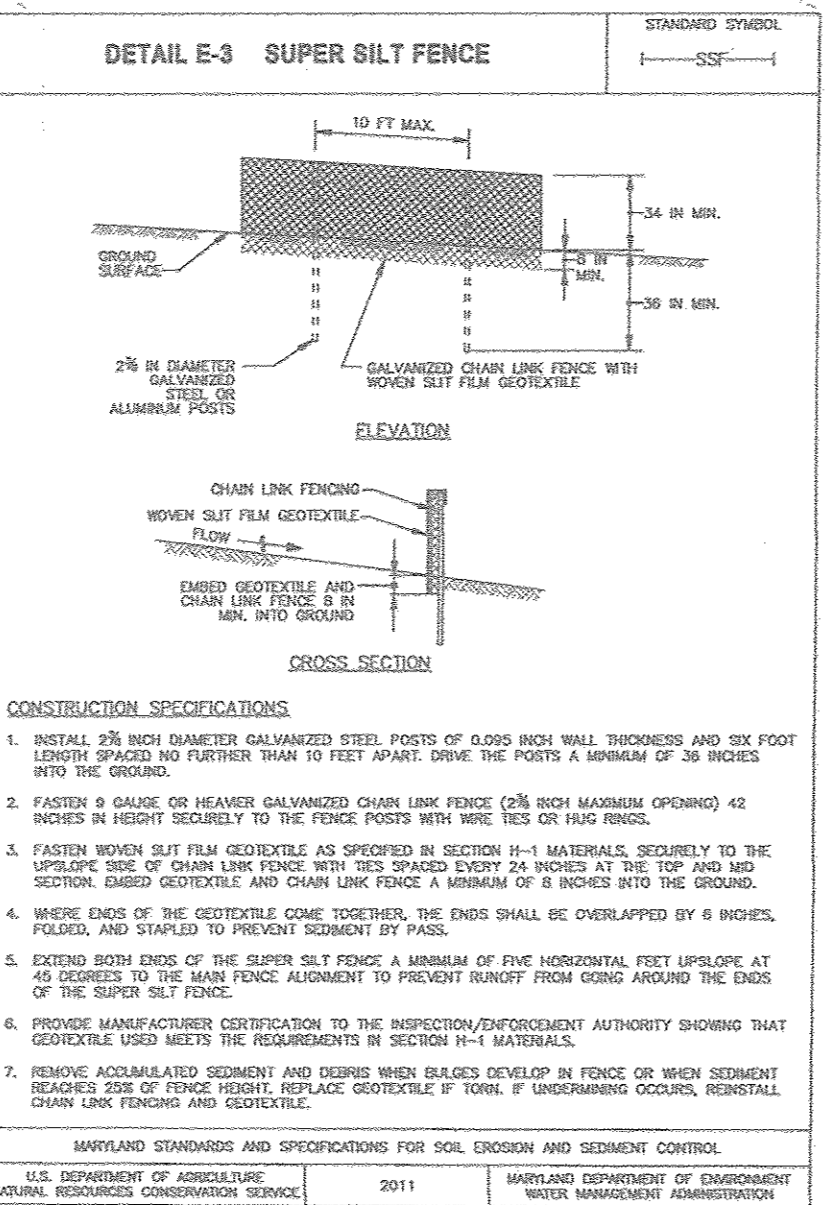 STANDARD SYMBOL
DETAIL E-3 SUPER SILT FENCE
SSF
10 FT MAX.
34 IN MIN.
GROUND
SURFACE
8 IN
MIN.
36 IN MIN.
2⅜ IN DIAMETER
GALVANIZED
STEEL OR
ALUMINUM POSTS
GALVANIZED CHAIN LINK FENCE WITH
WOVEN SLIT FILM GEOTEXTILE
ELEVATION
CHAIN LINK FENCING
WOVEN SLIT FILM GEOTEXTILE
FLOW
EMBED GEOTEXTILE AND
CHAIN LINK FENCE 8 IN
MIN. INTO GROUND
CROSS SECTION
CONSTRUCTION SPECIFICATIONS
1. INSTALL 2⅜ INCH DIAMETER GALVANIZED STEEL POSTS OF 0.095 INCH WALL THICKNESS AND SIX FOOT
LENGTH SPACED NO FURTHER THAN 10 FEET APART. DRIVE THE POSTS A MINIMUM OF 36 INCHES
INTO THE GROUND.
2. FASTEN 9 GAUGE OR HEAVIER GALVANIZED CHAIN LINK FENCE (2⅜ INCH MAXIMUM OPENING) 42
INCHES IN HEIGHT SECURELY TO THE FENCE POSTS WITH WIRE TIES OR HUG RINGS.
3. FASTEN WOVEN SLIT FILM GEOTEXTILE AS SPECIFIED IN SECTION H-1 MATERIALS, SECURELY TO THE
UPSLOPE SIDE OF CHAIN LINK FENCE WITH TIES SPACED EVERY 24 INCHES AT THE TOP AND MID
SECTION. EMBED GEOTEXTILE AND CHAIN LINK FENCE A MINIMUM OF 8 INCHES INTO THE GROUND.
4. WHERE ENDS OF THE GEOTEXTILE COME TOGETHER, THE ENDS SHALL BE OVERLAPPED BY 6 INCHES,
FOLDED, AND STAPLED TO PREVENT SEDIMENT BY PASS.
5. EXTEND BOTH ENDS OF THE SUPER SILT FENCE A MINIMUM OF FIVE HORIZONTAL FEET UPSLOPE AT
45 DEGREES TO THE MAIN FENCE ALIGNMENT TO PREVENT RUNOFF FROM GOING AROUND THE ENDS
OF THE SUPER SILT FENCE.
6. PROVIDE MANUFACTURER CERTIFICATION TO THE INSPECTION/ENFORCEMENT AUTHORITY SHOWING THAT
GEOTEXTILE USED MEETS THE REQUIREMENTS IN SECTION H-1 MATERIALS.
7. REMOVE ACCUMULATED SEDIMENT AND DEBRIS WHEN BULGES DEVELOP IN FENCE OR WHEN SEDIMENT
REACHES 25% OF FENCE HEIGHT. REPLACE GEOTEXTILE IF TORN. IF UNDERMINING OCCURS, REINSTALL
CHAIN LINK FENCING AND GEOTEXTILE.
MARYLAND STANDARDS AND SPECIFICATIONS FOR SOIL EROSION AND SEDIMENT CONTROL
U.S. DEPARTMENT OF AGRICULTURE
ATURAL RESOURCES CONSERVATION SERVICE
2011
MARYLAND DEPARTMENT OF ENVIRONMENT
WATER MANAGEMENT ADMINISTRATION